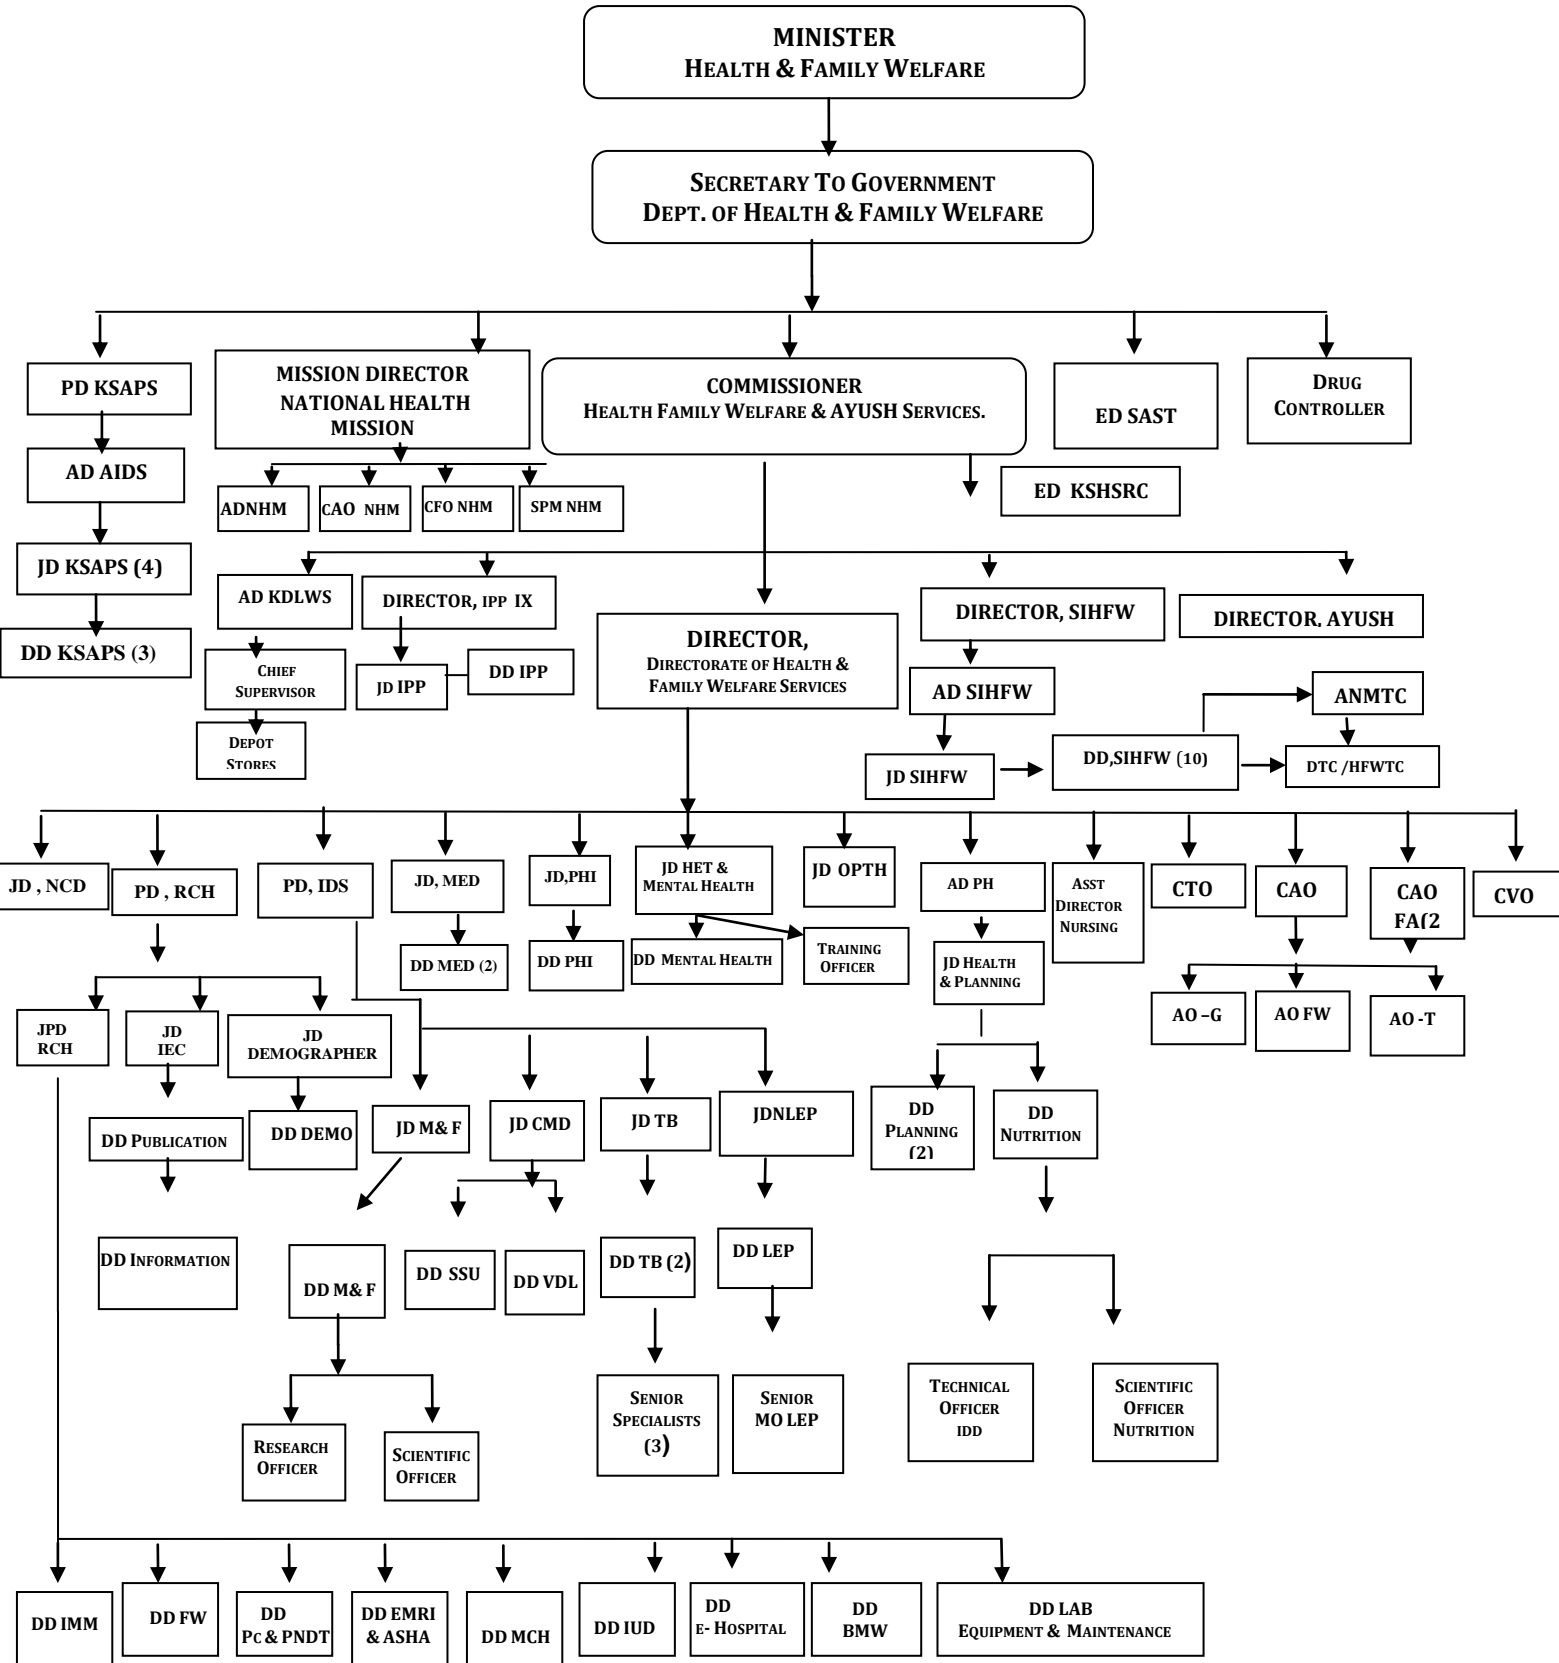 MINISTER
HEALTH & FAMILY WELFARE
SECRETARY TO GOVERNMENT
DEPT. OF HEALTH & FAMILY WELFARE
PD KSAPS
MISSION DIRECTOR
NATIONAL HEALTH
MISSION
COMMISSIONER
HEALTH FAMILY WELFARE & AYUSH SERVICES.
ED SAST
DRUG
CONTROLLER
AD AIDS
ADNHM
CAO NHM
CFO NHM
SPM NHM
ED KSHSRC
JD KSAPS (4)
DD KSAPS (3)
AD KDLWS
DIRECTOR, IPP IX
DIRECTOR,
DIRECTORATE OF HEALTH &
FAMILY WELFARE SERVICES
DIRECTOR, SIHFW
DIRECTOR. AYUSH
CHIEF
SUPERVISOR
JD IPP
DD IPP
AD SIHFW
ANMTC
DEPOT
STORES
JD SIHFW
DD,SIHFW (10)
DTC /HFWTC
JD , NCD
PD , RCH
PD, IDS
JD, MED
JD,PHI
JD HET &
MENTAL HEALTH
JD OPTH
AD PH
ASST
DIRECTOR
NURSING
CTO
CAO
CAO
FA(2
CVO
DD MED (2)
DD PHI
DD MENTAL HEALTH
TRAINING
OFFICER
JD HEALTH
& PLANNING
AO –G
AO FW
AO -T
JPD
RCH
JD
IEC
JD
DEMOGRAPHER
DD PUBLICATION
DD DEMO
JD M& F
JD CMD
JD TB
JDNLEP
DD
PLANNING
(2)
DD
NUTRITION
DD INFORMATION
DD M& F
DD SSU
DD VDL
DD TB (2)
DD LEP
RESEARCH
OFFICER
SCIENTIFIC
OFFICER
SENIOR
SPECIALISTS
(3)
SENIOR
MO LEP
TECHNICAL
OFFICER
IDD
SCIENTIFIC
OFFICER
NUTRITION
DD IMM
DD FW
DD
PC & PNDT
DD EMRI
& ASHA
DD MCH
DD IUD
DD
E- HOSPITAL
DD
BMW
DD LAB
EQUIPMENT & MAINTENANCE